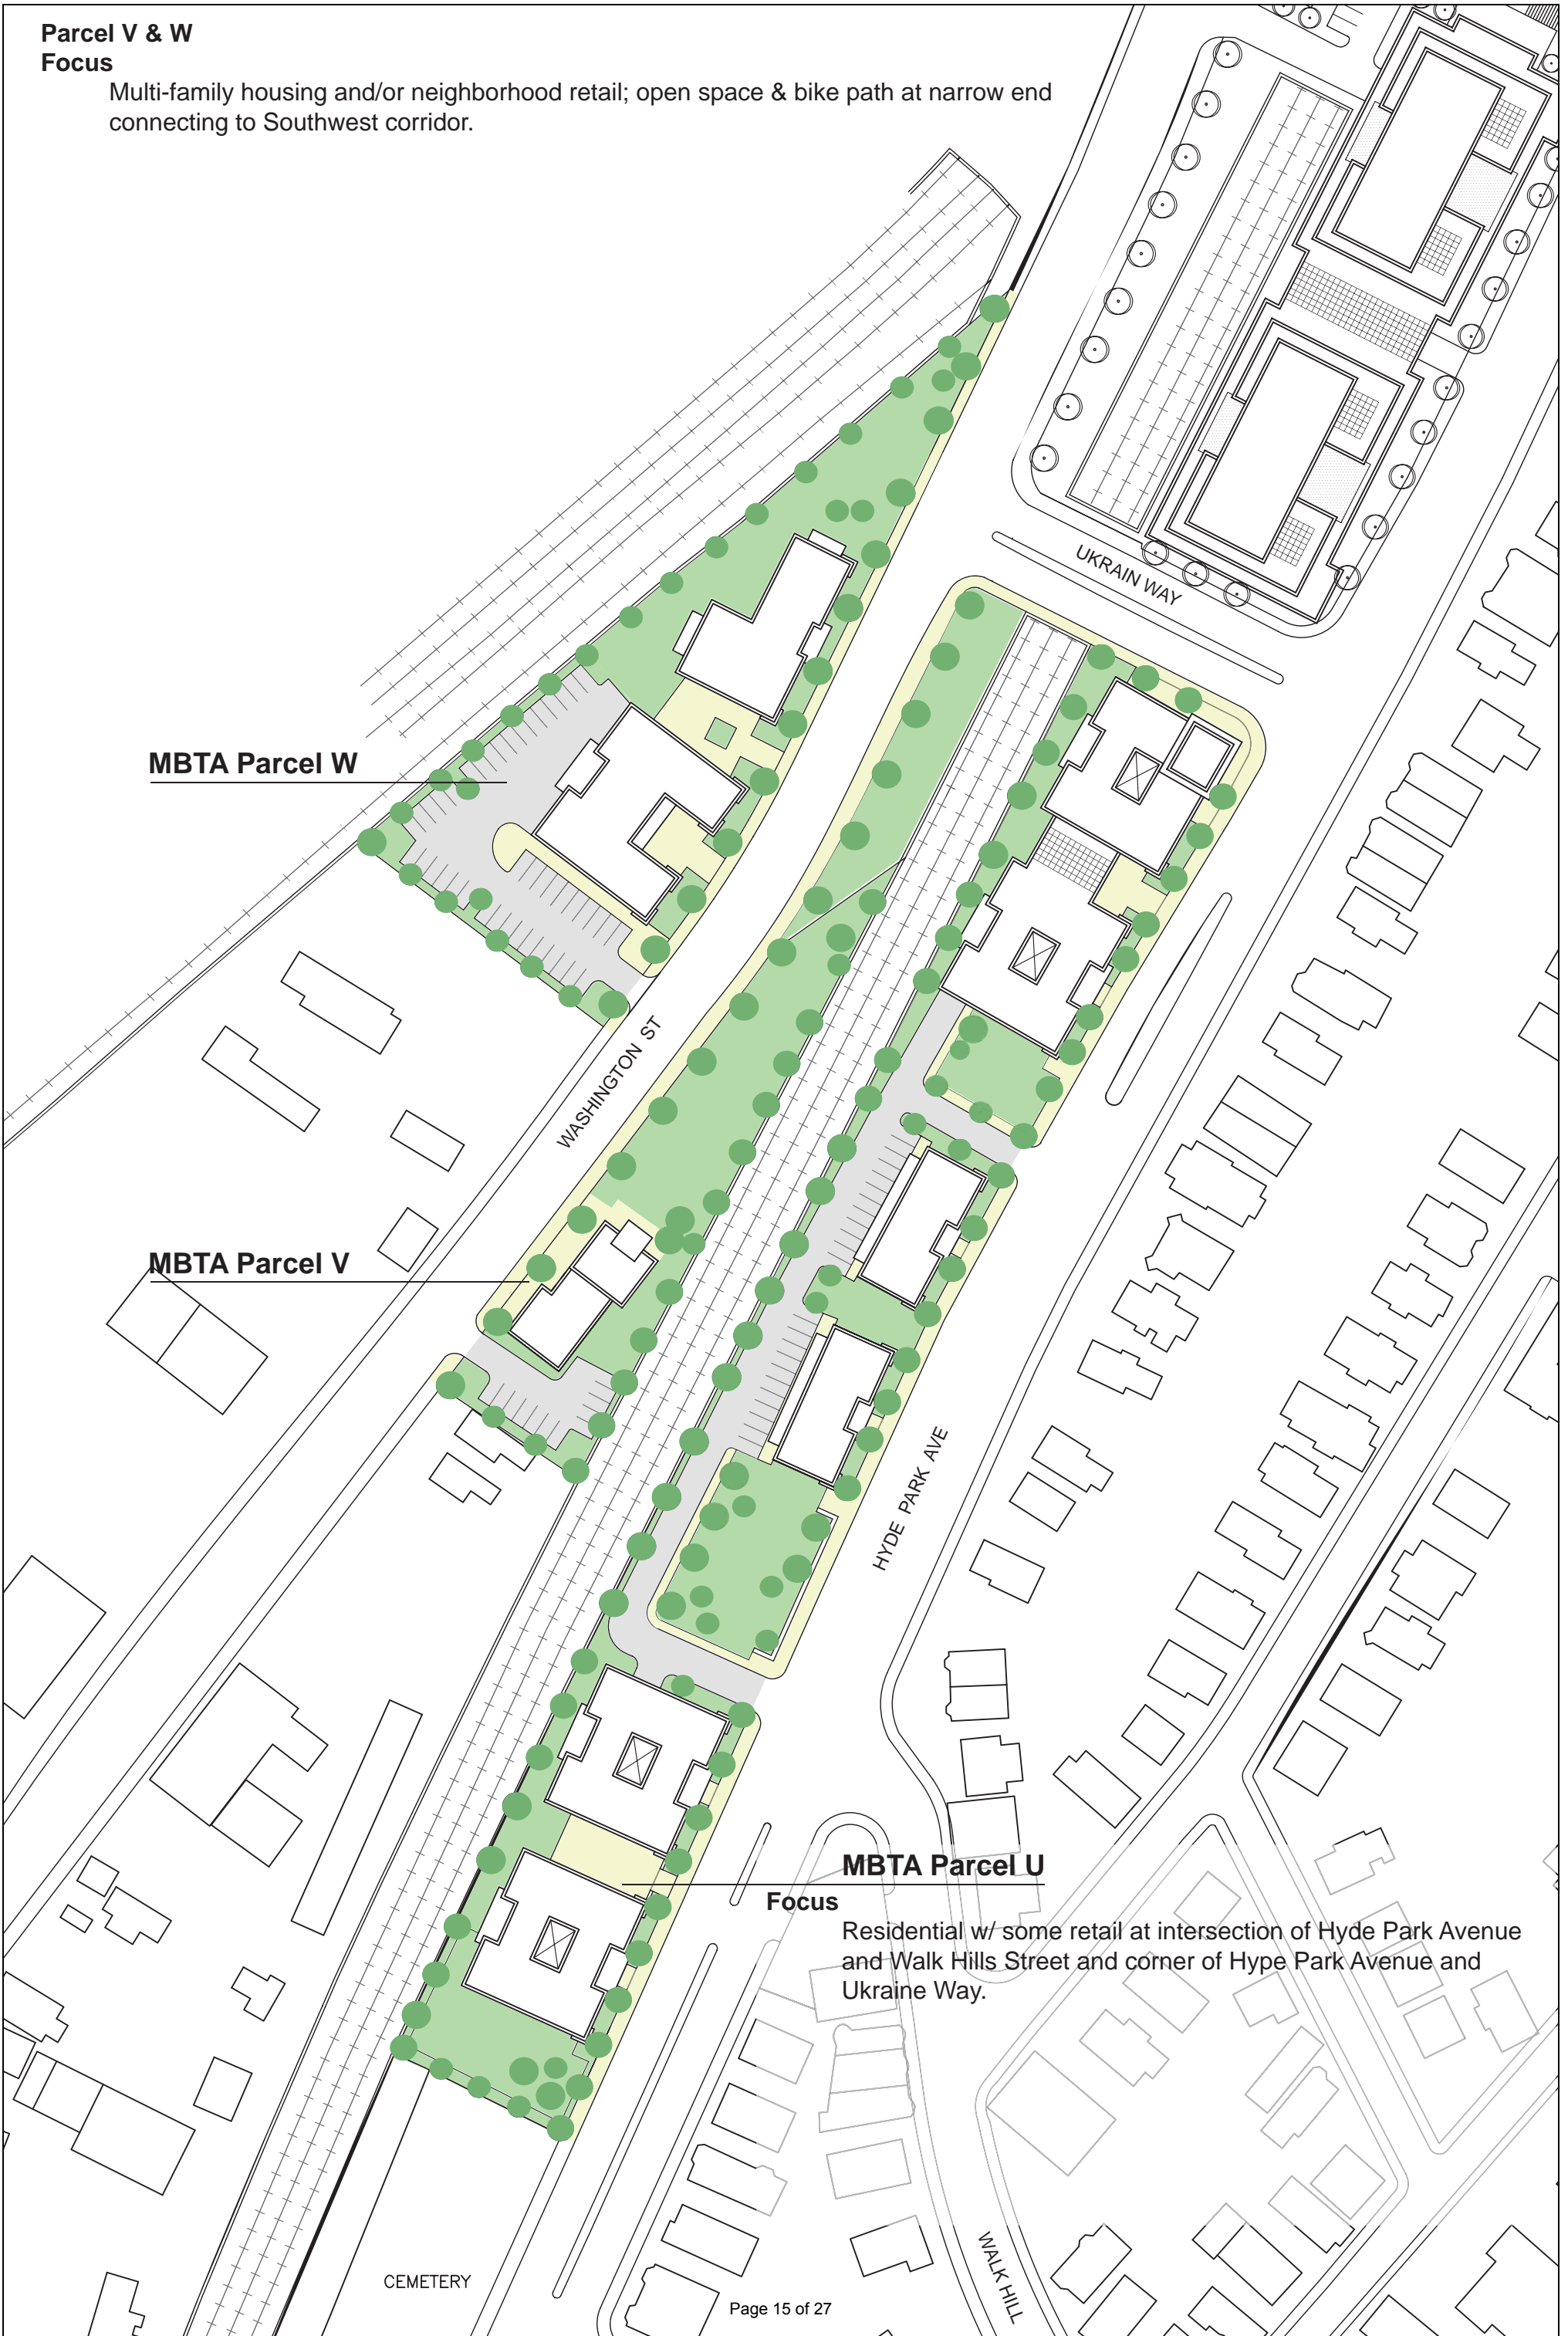 Parcel V & W
Focus
Multi-family housing and/or neighborhood retail; open space & bike path at narrow end
connecting to Southwest corridor.
UKRAIN WAY
MBTA Parcel W
WASHINGTON ST
MBTA Parcel V
HYDE PARK AVE
MBTA Parcel U
Focus
Residential w/ some retail at intersection of Hyde Park Avenue
and Walk Hills Street and corner of Hype Park Avenue and
Ukraine Way.
WALK HILL
CEMETERY
Page 15 of 27